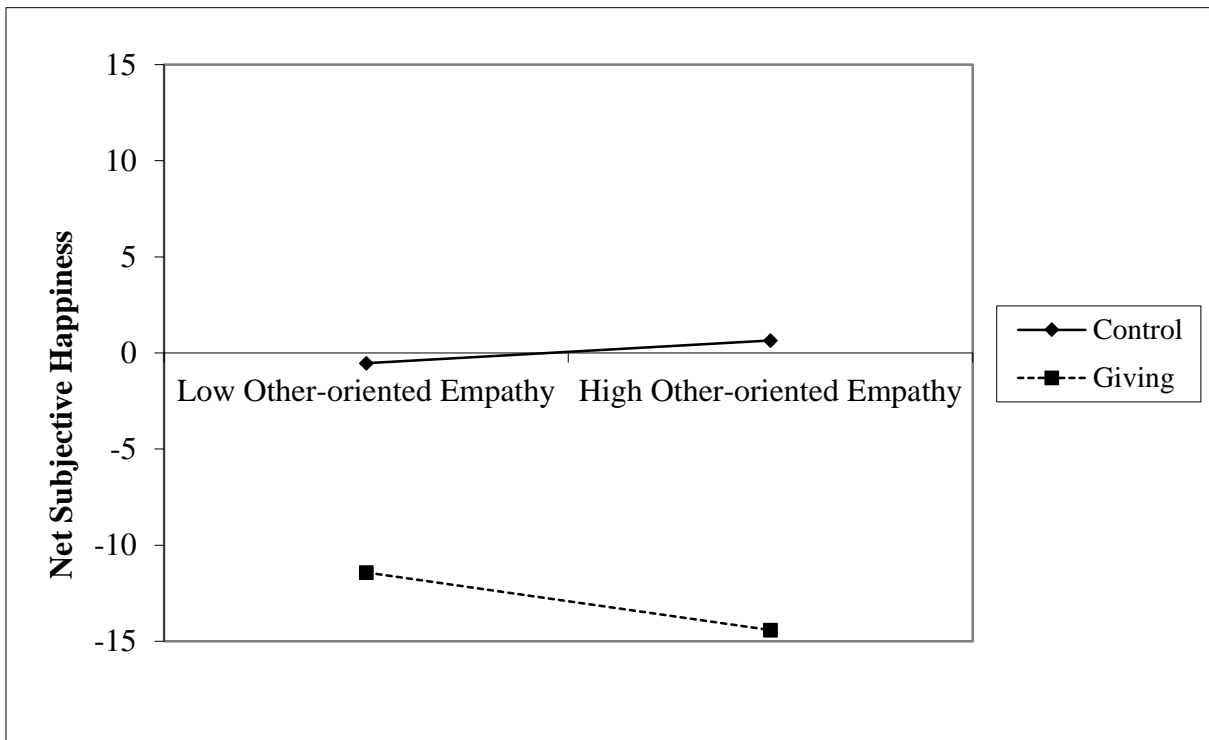 15
10
5
0
-5
-10
-15
Net Subjective Happiness
Low Other-oriented Empathy
High Other-oriented Empathy
Control
Giving